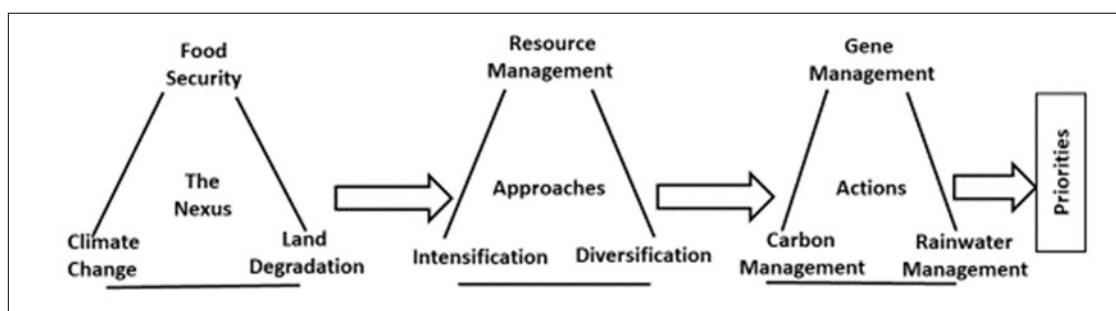 Food
Security
The
Nexus
Climate
Change
Land
Degradation
Resource
Management
Approaches
Intensification
Diversification
Gene
Management
Actions
Carbon
Management
Rainwater
Management
Priorities